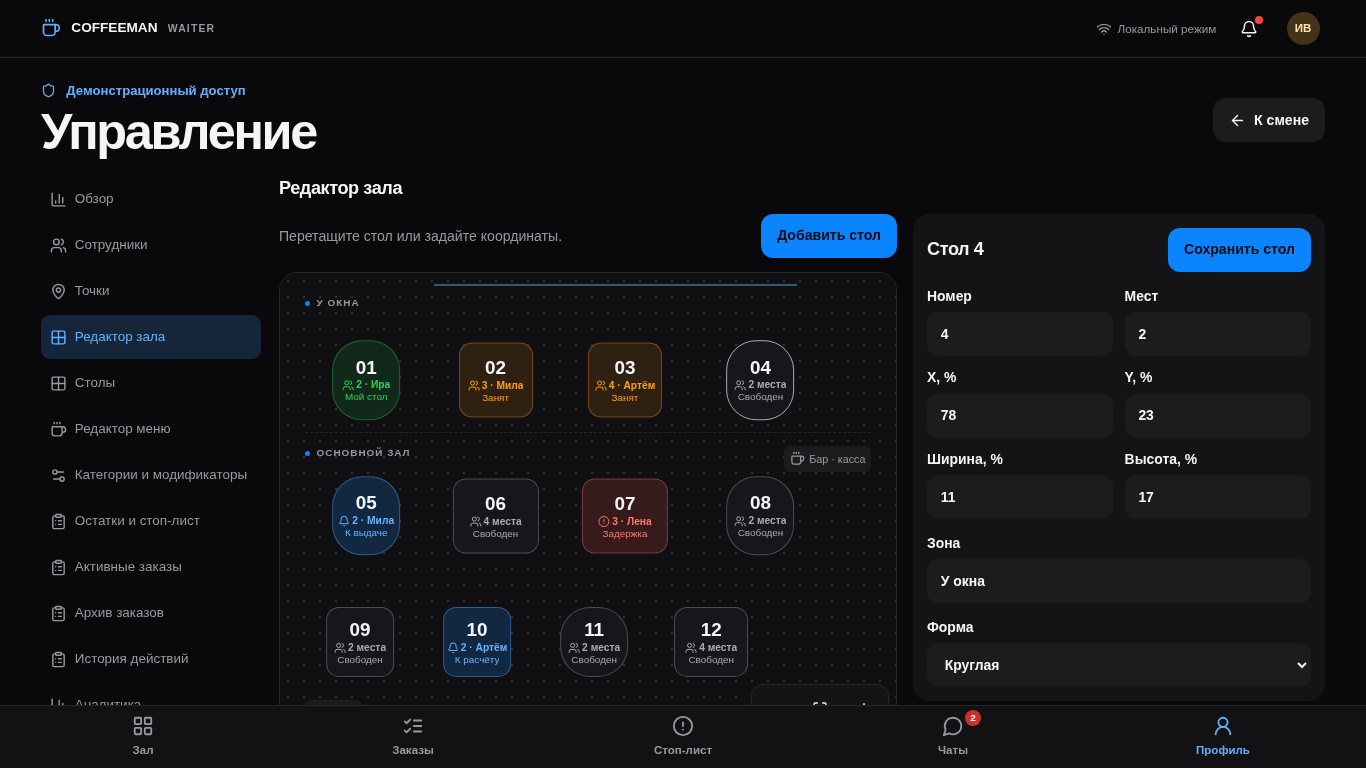 COFFEEMAN WAITER
Локальный режим
ИВ
Демонстрационный доступ
Управление
К смене
Обзор
Сотрудники
Точки
Редактор зала
Столы
Редактор меню
Категории и модификаторы
Остатки и стоп-лист
Активные заказы
Архив заказов
История действий
Аналитика
Редактор зала
Перетащите стол или задайте координаты.
Добавить стол
У ОКНА
01
2 · Ира
Мой стол
02
3 · Мила
Занят
03
4 · Артём
Занят
04
2 места
Свободен
ОСНОВНОЙ ЗАЛ
Бар · касса
05
2 · Мила
К выдаче
06
4 места
Свободен
07
3 · Лена
Задержка
08
2 места
Свободен
09
2 места
Свободен
10
2 · Артём
К расчёту
11
2 места
Свободен
12
4 места
Свободен
Стол 4
Сохранить стол
Номер
Мест
4
2
X, %
Y, %
78
23
Ширина, %
Высота, %
11
17
Зона
У окна
Форма
Круглая
Зал
Заказы
Стоп-лист
2
Чаты
Профиль